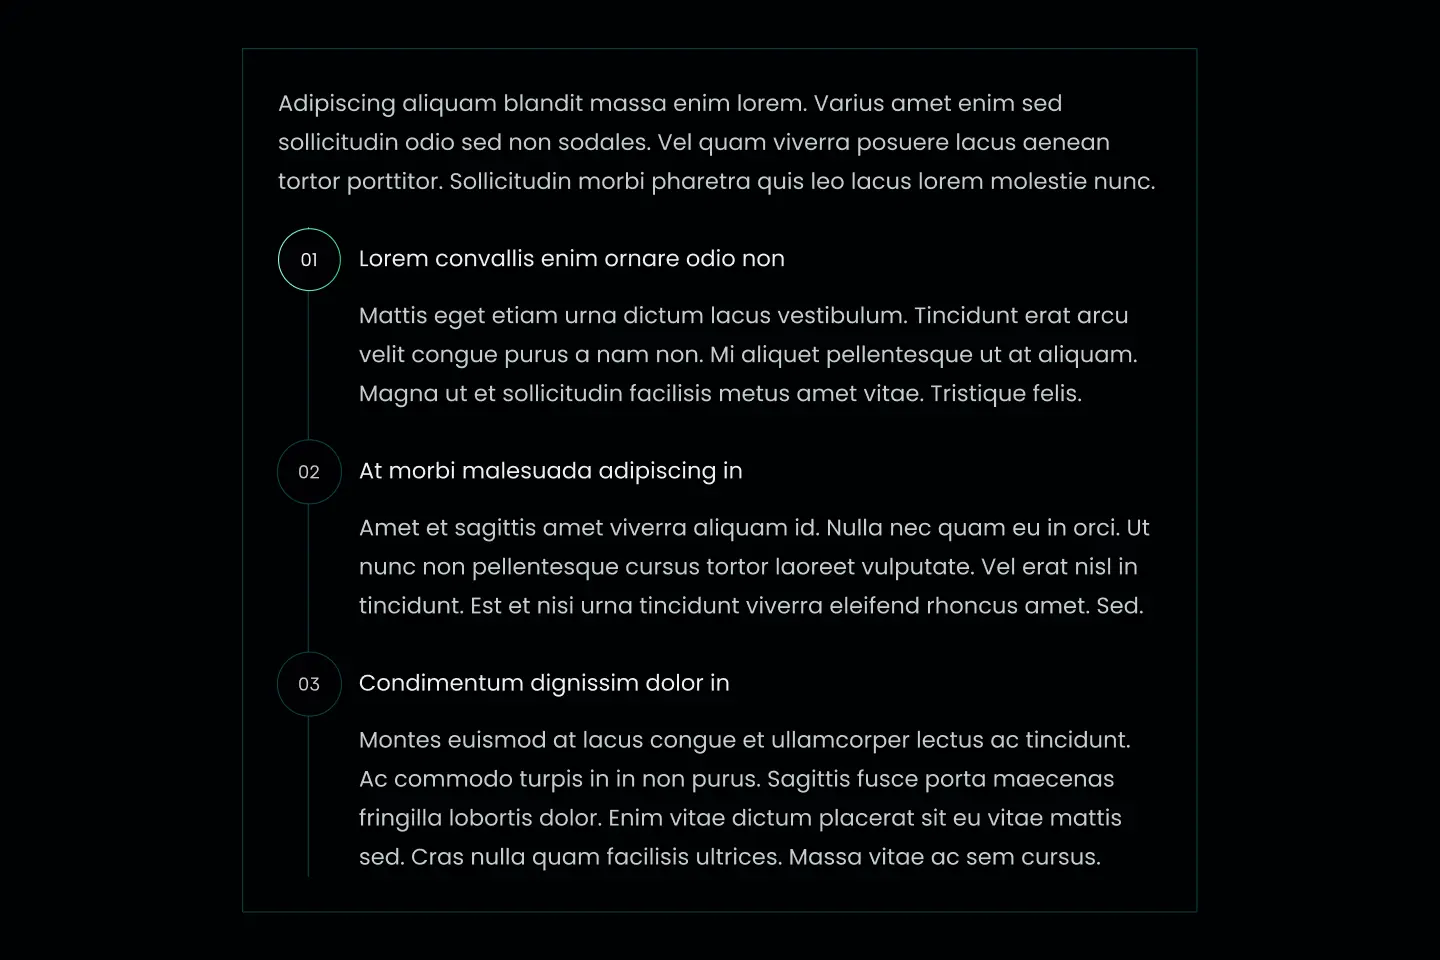 Adipiscing aliquam blandit massa enim lorem. Varius amet enim sed
sollicitudin odio sed non sodales. Vel quam viverra posuere lacus aenean
tortor porttitor. Sollicitudin morbi pharetra quis leo lacus lorem molestie nunc.
01 Lorem convallis enim ornare odio non
Mattis eget etiam urna dictum lacus vestibulum. Tincidunt erat arcu
velit congue purus a nam non. Mi aliquet pellentesque ut at aliquam.
Magna ut et sollicitudin facilisis metus amet vitae. Tristique felis.
02 At morbi malesuada adipiscing in
Amet et sagittis amet viverra aliquam id. Nulla nec quam eu in orci. Ut
nunc non pellentesque cursus tortor laoreet vulputate. Vel erat nisl in
tincidunt. Est et nisi urna tincidunt viverra eleifend rhoncus amet. Sed.
03 Condimentum dignissim dolor in
Montes euismod at lacus congue et ullamcorper lectus ac tincidunt.
Ac commodo turpis in in non purus. Sagittis fusce porta maecenas
fringilla lobortis dolor. Enim vitae dictum placerat sit eu vitae mattis
sed. Cras nulla quam facilisis ultrices. Massa vitae ac sem cursus.